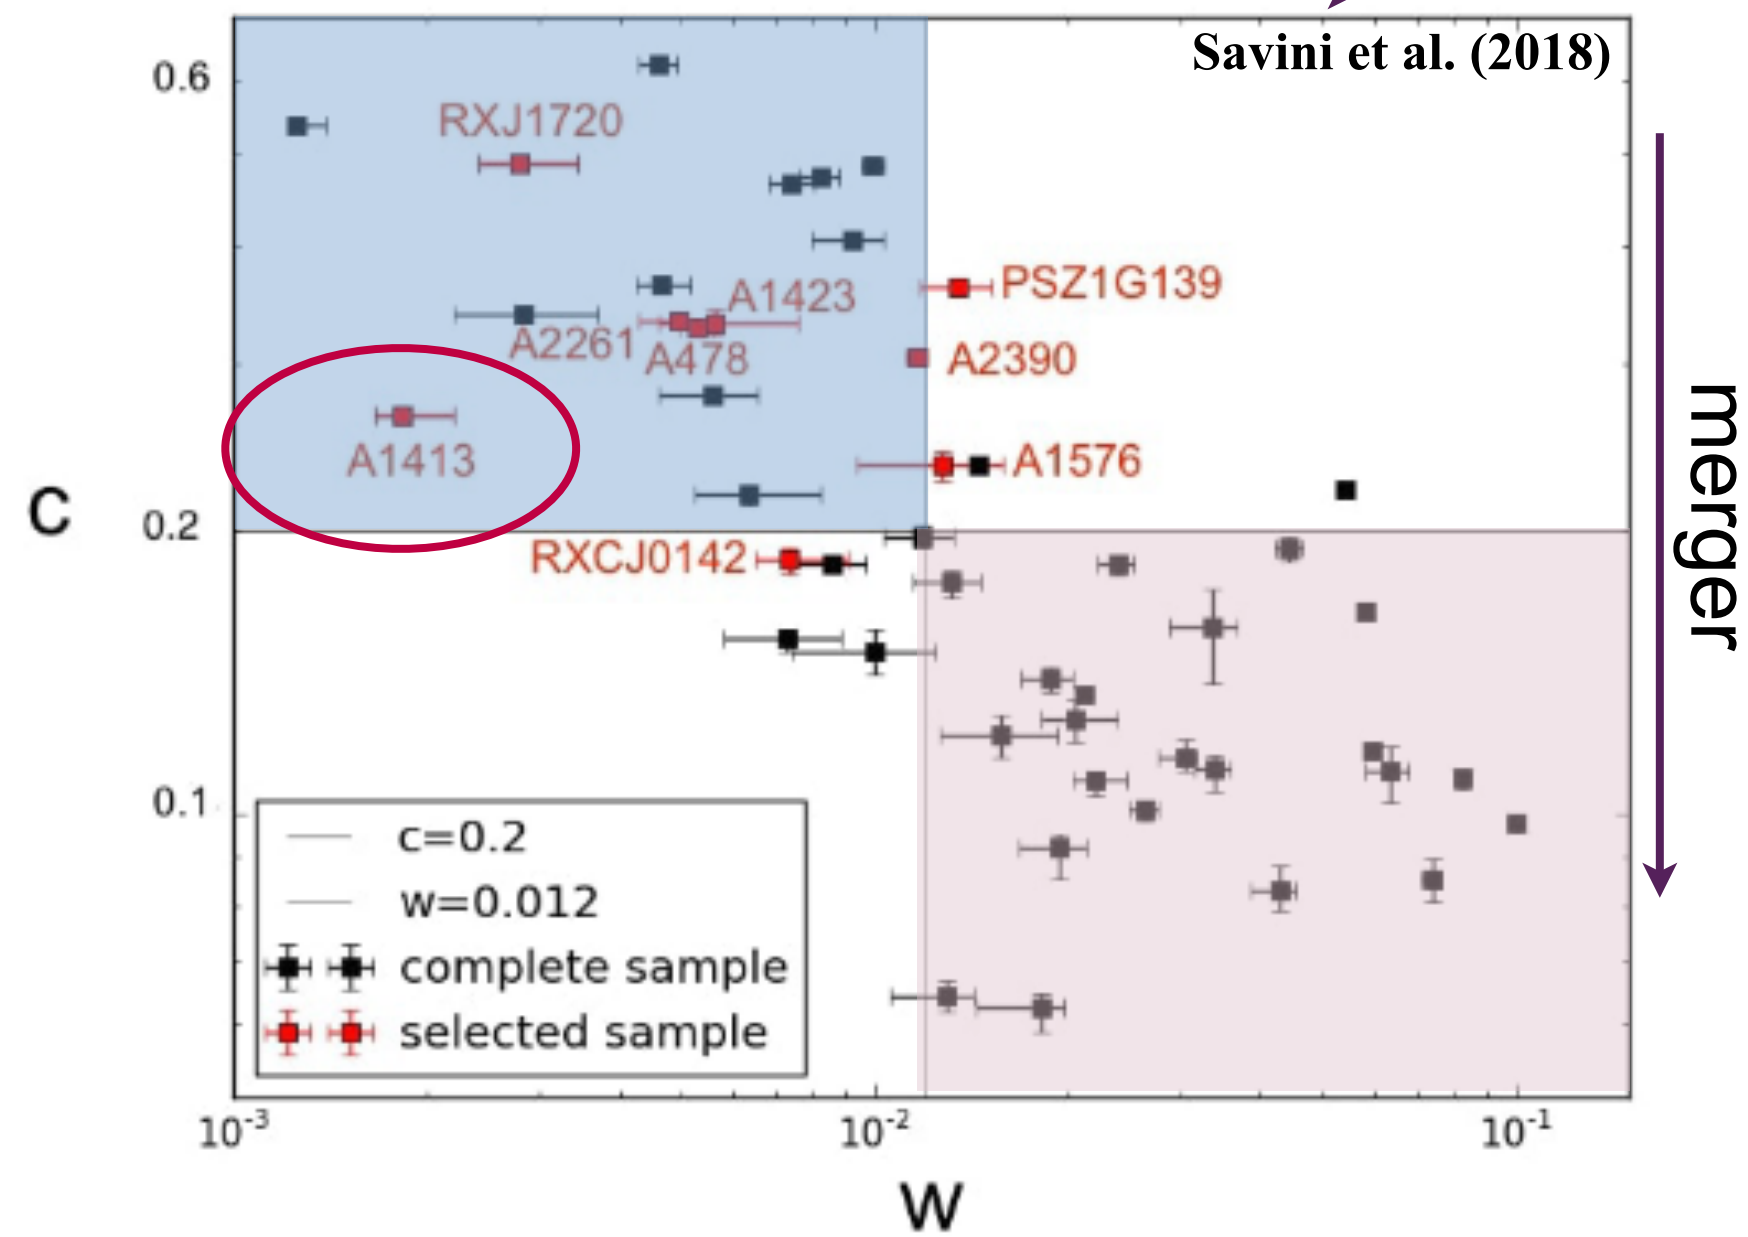 Savini et al. (2018)
0.6
RXJ1720
PSZ1G139
A1423
A2261
A478
A2390
A1413
A1576
merger
c
0.2
RXCJ0142
0.1
c=0.2
w=0.012
complete sample
selected sample
10-3
10-2
10-1
w